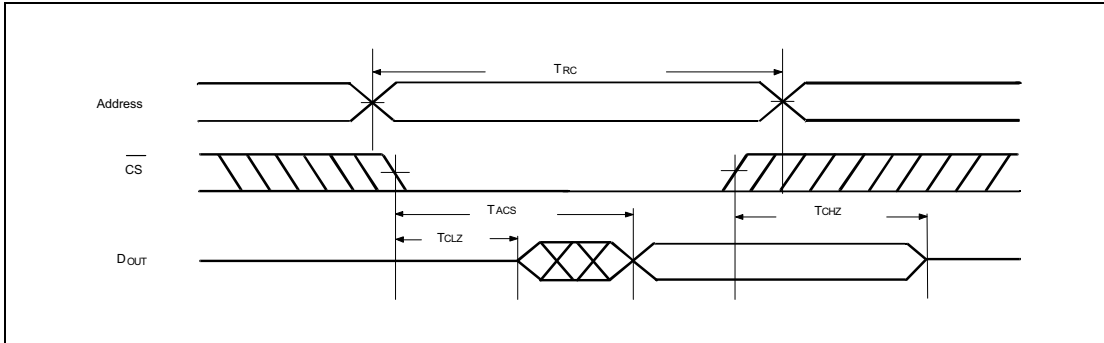 TRC
Address
CS
TACS
TCHZ
TCLZ
DOUT